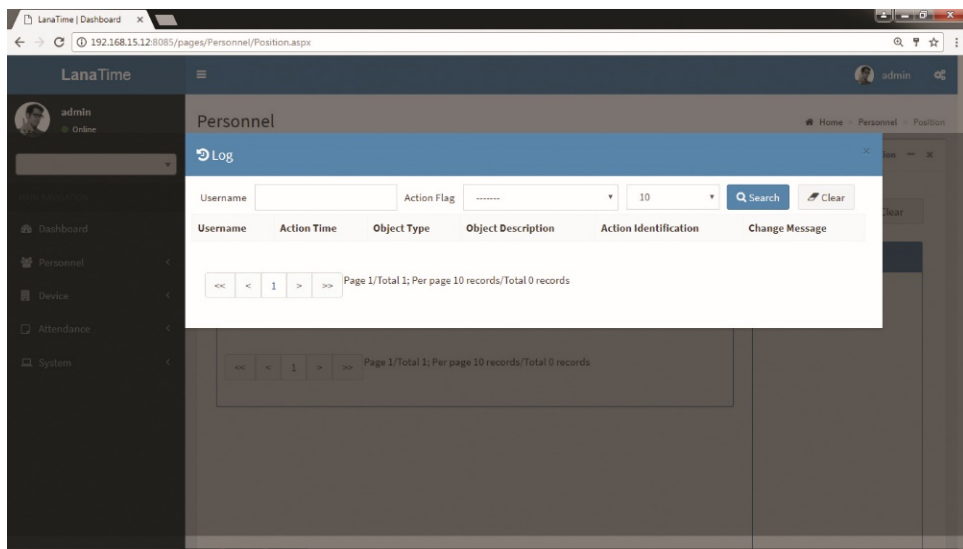 LanaTime | Dashboard
192.168.15.12:8085/pages/Personnel/Position.aspx
LanaTime
admin
admin
Online
Personnel
Home > Personnel > Position
Log
×
Username
Action Flag
-------
10
Search
Clear
Clear
Username Action Time Object Type Object Description Action Identification Change Message
<< < 1 > >> Page 1/Total 1; Per page 10 records/Total 0 records
Dashboard
Personnel
Device
Attendance
System
<< < 1 > >> Page 1/Total 1; Per page 10 records/Total 0 records